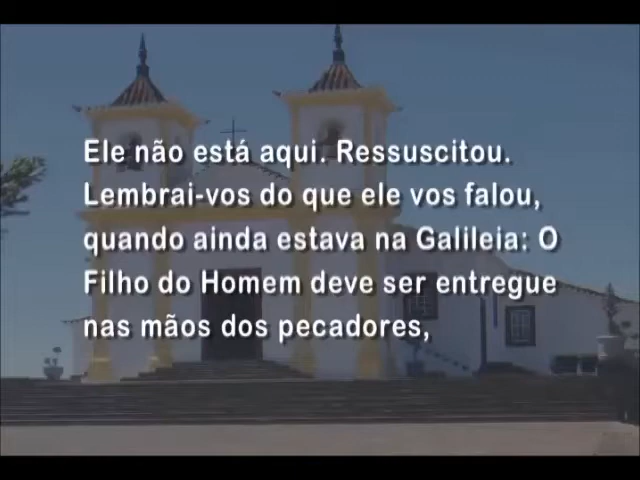 Ele não está aqui. Ressuscitou.
Lembrai-vos do que ele vos falou,
quando ainda estava na Galileia: O
Filho do Homem deve ser entregue
nas mãos dos pecadores,